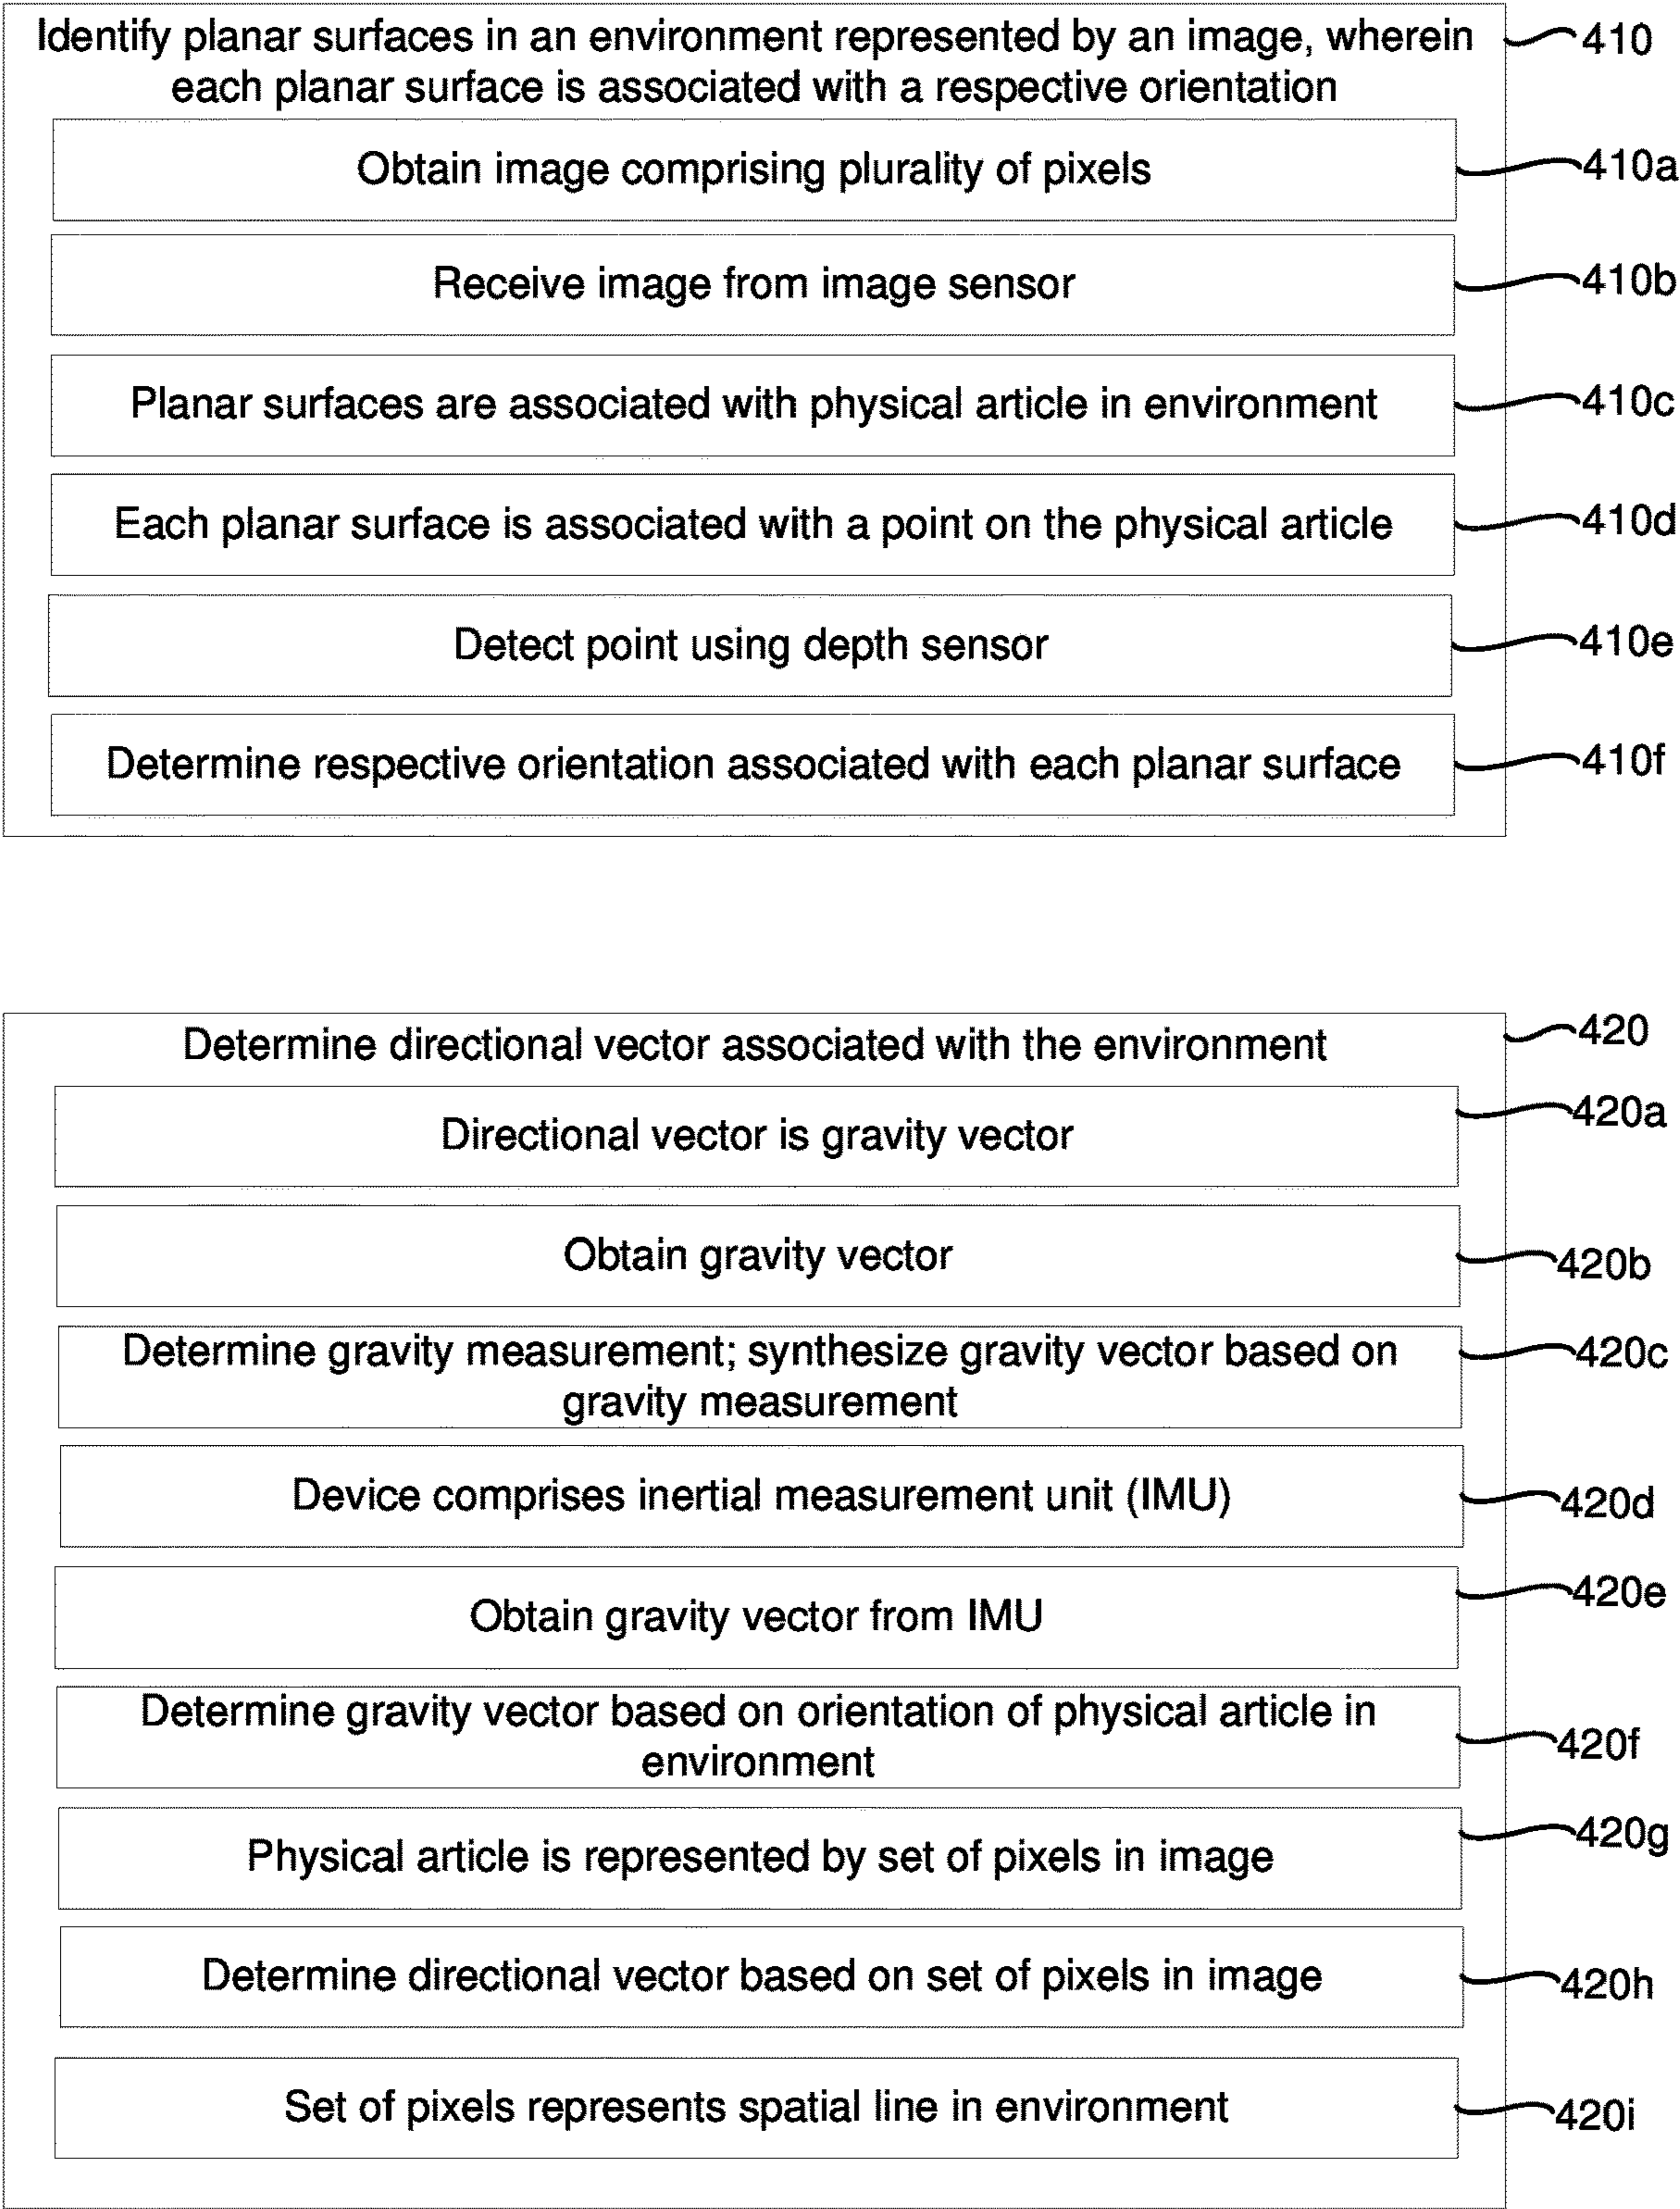 Identify planar surfaces in an environment represented by an image, wherein
each planar surface is associated with a respective orientation
410
Obtain image comprising plurality of pixels
410a
Receive image from image sensor
410b
Planar surfaces are associated with physical article in environment
410c
Each planar surface is associated with a point on the physical article
410d
Detect point using depth sensor
410e
Determine respective orientation associated with each planar surface
410f
Determine directional vector associated with the environment
420
Directional vector is gravity vector
420a
Obtain gravity vector
420b
Determine gravity measurement; synthesize gravity vector based on
gravity measurement
420c
Device comprises inertial measurement unit (IMU)
420d
Obtain gravity vector from IMU
420e
Determine gravity vector based on orientation of physical article in
environment
420f
Physical article is represented by set of pixels in image
420g
Determine directional vector based on set of pixels in image
420h
Set of pixels represents spatial line in environment
420i